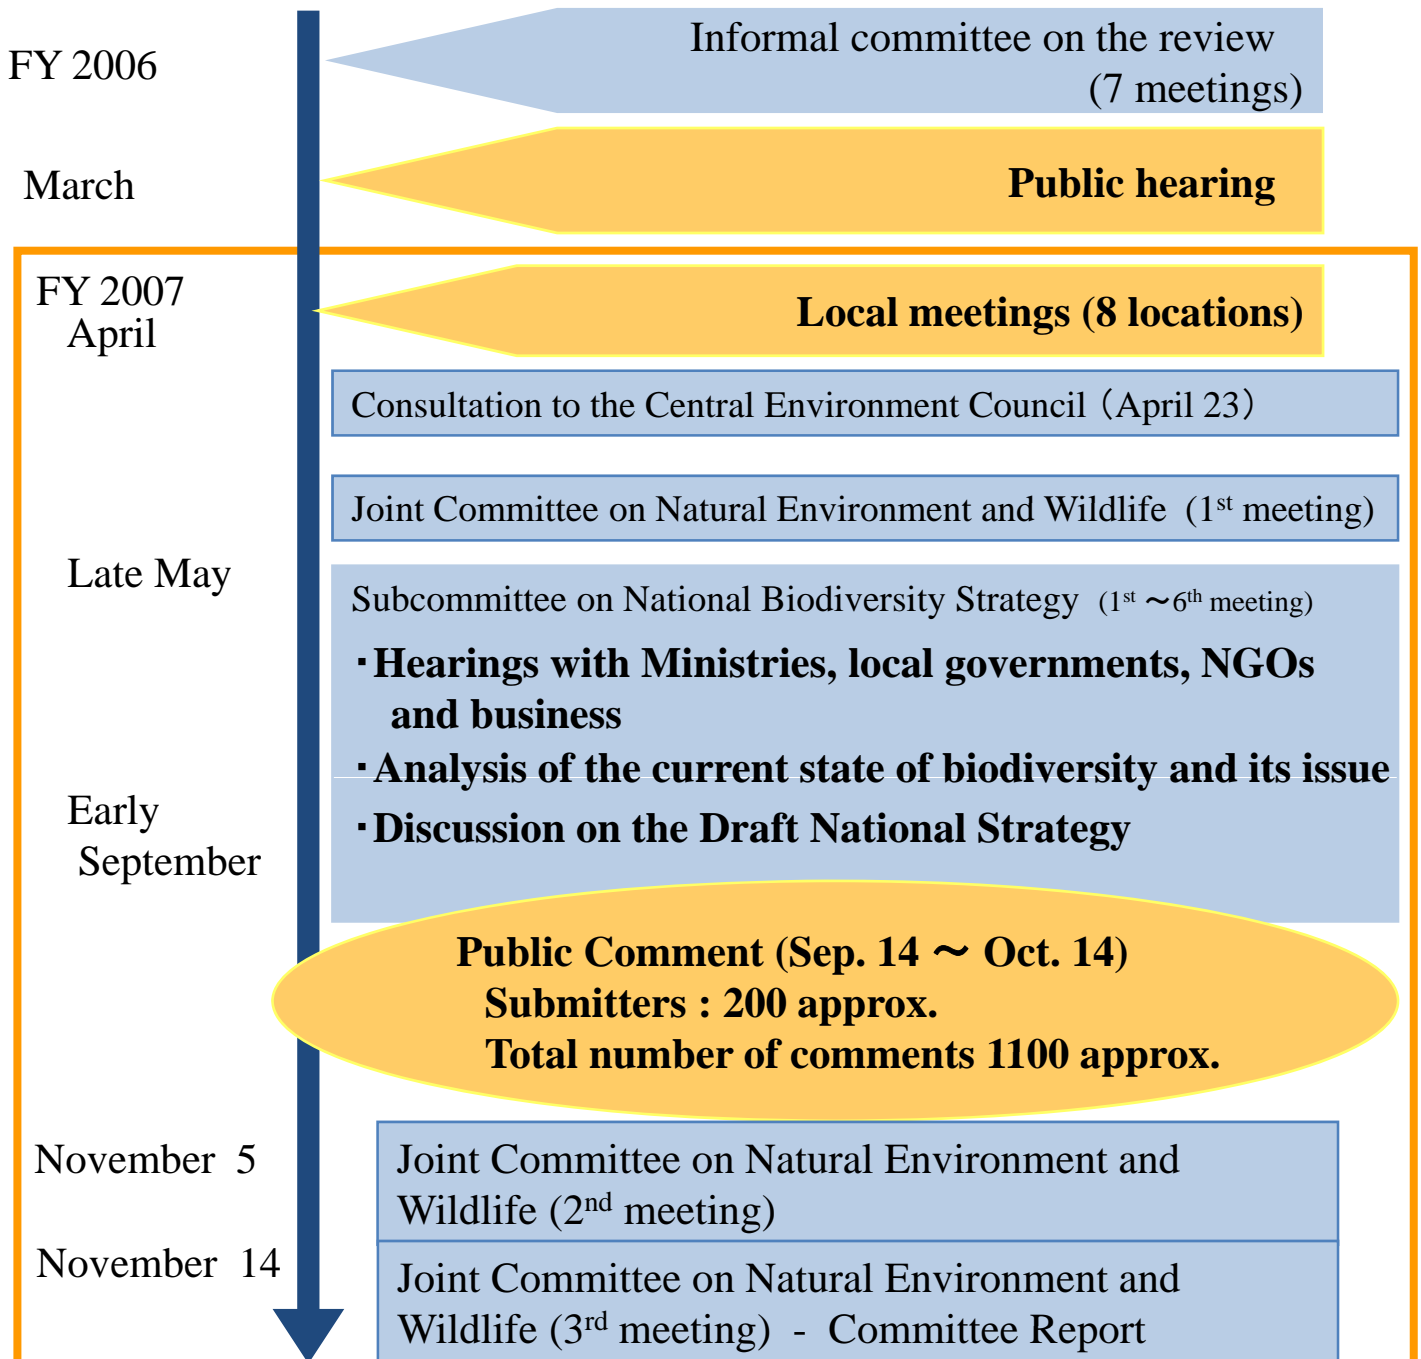 FY 2006
Informal committee on the review
(7 meetings)
March
Public hearing
FY 2007
April
Local meetings (8 locations)
Consultation to the Central Environment Council（April 23）
Joint Committee on Natural Environment and Wildlife (1st meeting)
Late May
Subcommittee on National Biodiversity Strategy (1st ～6th meeting)
・Hearings with Ministries, local governments, NGOs
and business
・Analysis of the current state of biodiversity and its issue
Early
September
・Discussion on the Draft National Strategy
Public Comment (Sep. 14 ～ Oct. 14)
Submitters : 200 approx.
Total number of comments 1100 approx.
November 5
Joint Committee on Natural Environment and
Wildlife (2nd meeting)
November 14
Joint Committee on Natural Environment and
Wildlife (3rd meeting) - Committee Report